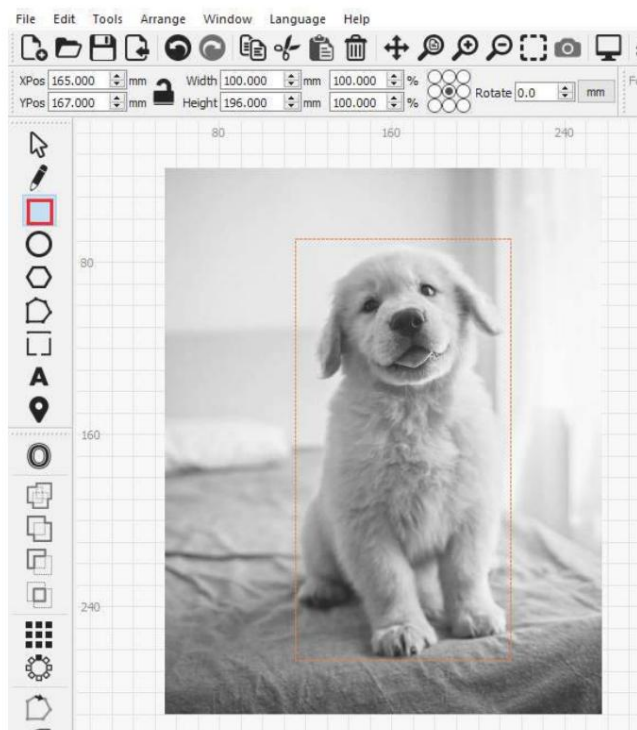 File Edit Tools Arrange Window Language Help
XPos 165.000 mm Width 100.000 mm 100.000 % Rotate 0.0 mm
YPos 167.000 mm Height 196.000 mm 100.000 %
80 160 240
80
A
160
240